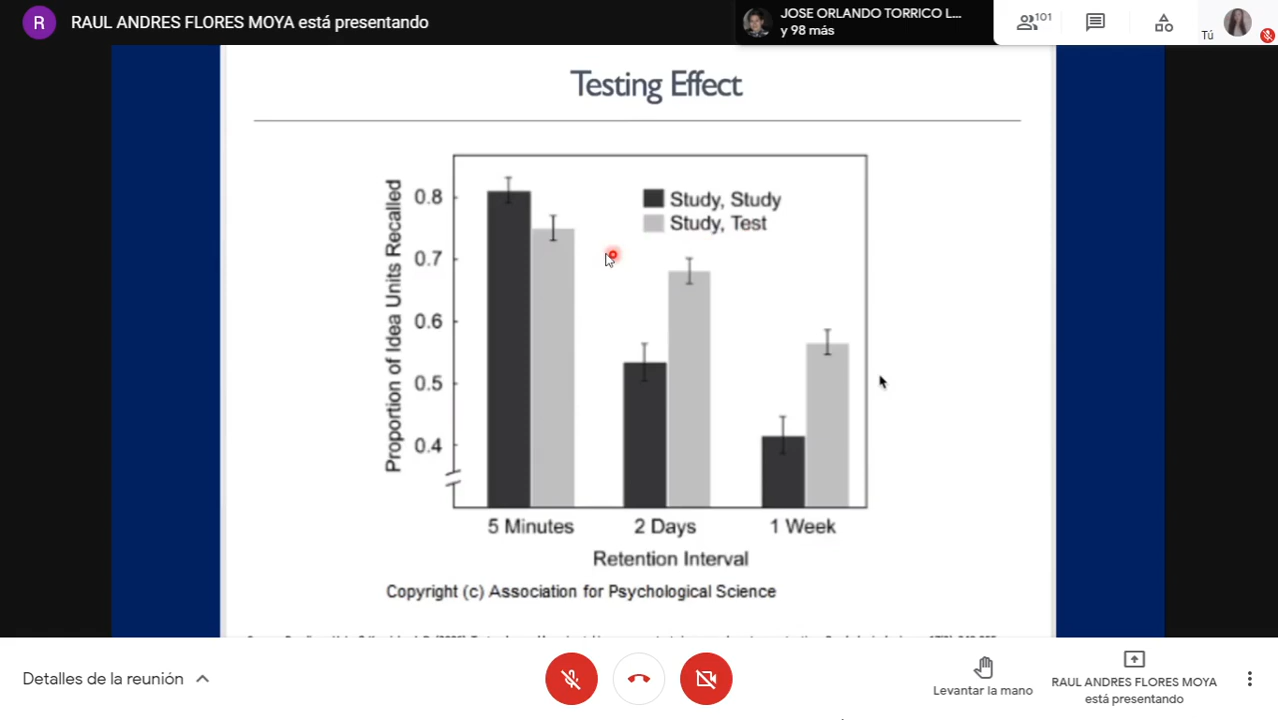 R
RAUL ANDRES FLORES MOYA está presentando
JOSE ORLANDO TORRICO L...
y 98 más
101
Tú
Testing Effect
Proportion of Idea Units Recalled
0.8
0.7
0.6
0.5
0.4
Study, Study
Study, Test
5 Minutes
2 Days
1 Week
Retention Interval
Copyright (c) Association for Psychological Science
Detalles de la reunión
Levantar la mano
RAUL ANDRES FLORES MOYA
está presentando